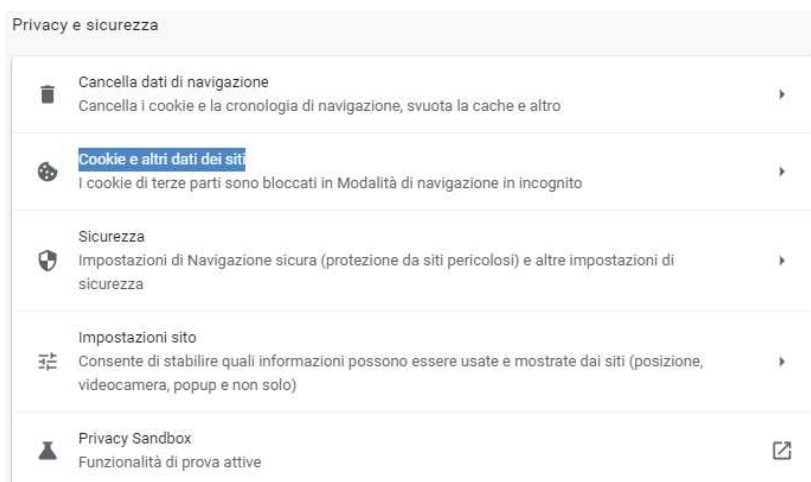 Privacy e sicurezza
Cancella dati di navigazione
Cancella i cookie e la cronologia di navigazione, svuota la cache e altro
Cookie e altri dati dei siti
I cookie di terze parti sono bloccati in Modalità di navigazione in incognito
Sicurezza
Impostazioni di Navigazione sicura (protezione da siti pericolosi) e altre impostazioni di
sicurezza
Impostazioni sito
Consente di stabilire quali informazioni possono essere usate e mostrate dai siti (posizione,
videocamera, popup e non solo)
Privacy Sandbox
Funzionalità di prova attive